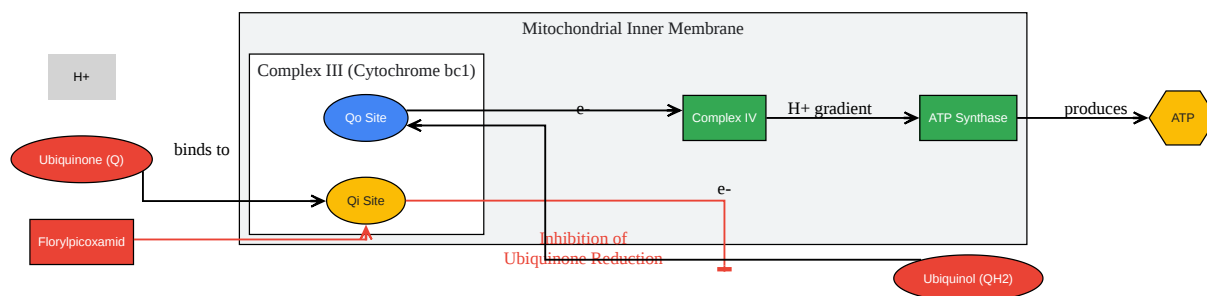 Mitochondrial Inner Membrane
Complex III (Cytochrome bc1)
H+
Qo Site
e-
Complex IV
H+ gradient
ATP Synthase
produces
ATP
Ubiquinone (Q)
binds to
Qi Site
e-
Florylpicoxamid
Inhibition of
Ubiquinone Reduction
Ubiquinol (QH2)